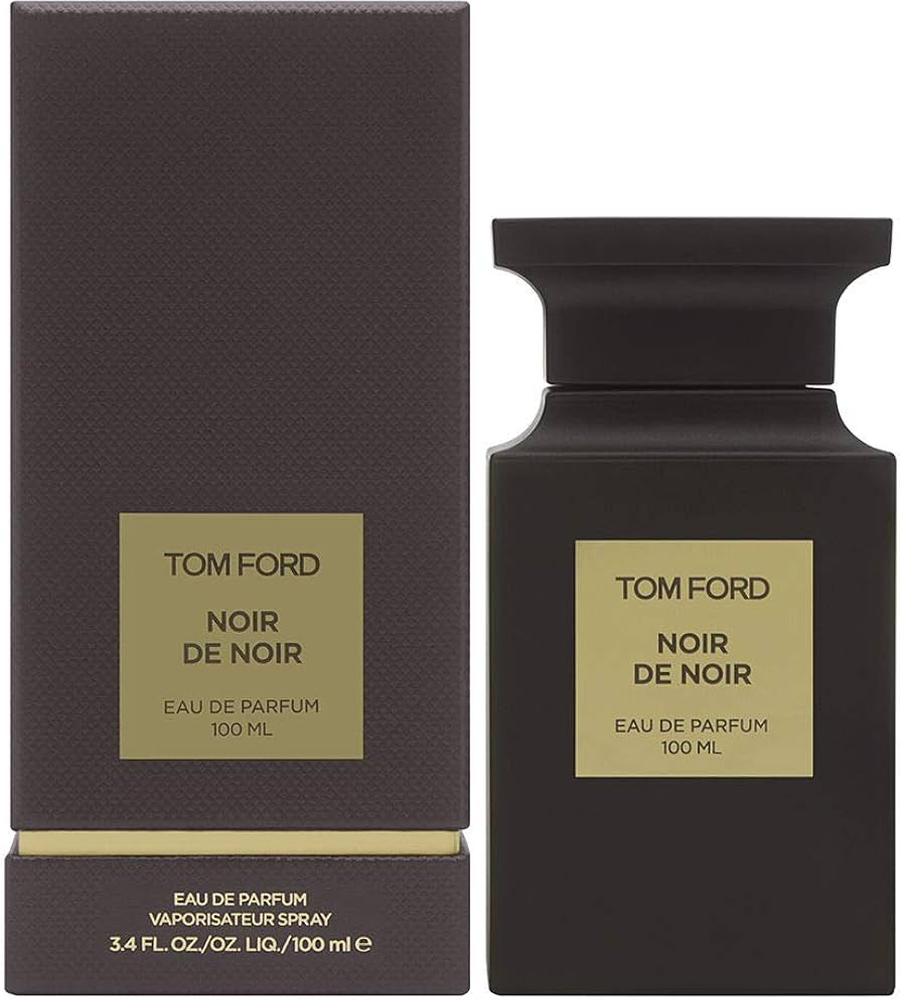 TOM FORD
NOIR
DE NOIR
EAU DE PARFUM
100 ML
EAU DE PARFUM
VAPORISATEUR SPRAY
3.4 FL. OZ./OZ. LIQ./100 ml ℮
TOM FORD
NOIR
DE NOIR
EAU DE PARFUM
100 ML